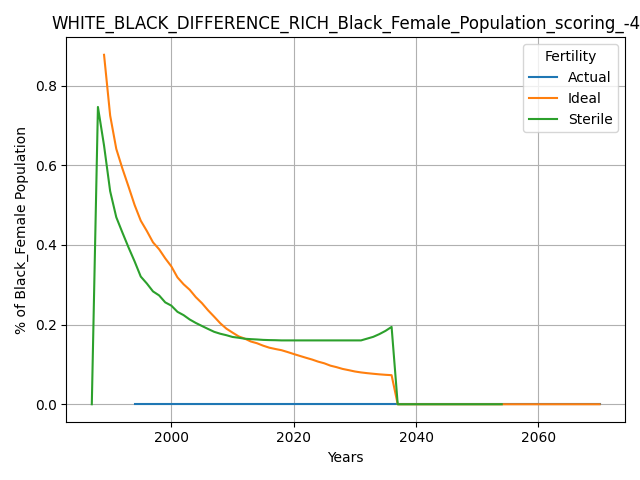 WHITE_BLACK_DIFFERENCE_RICH_Black_Female_Population_scoring_-4
Fertility
Actual
Ideal
Sterile
% of Black_Female Population
0.8
0.6
0.4
0.2
0.0
2000
2020
2040
2060
Years